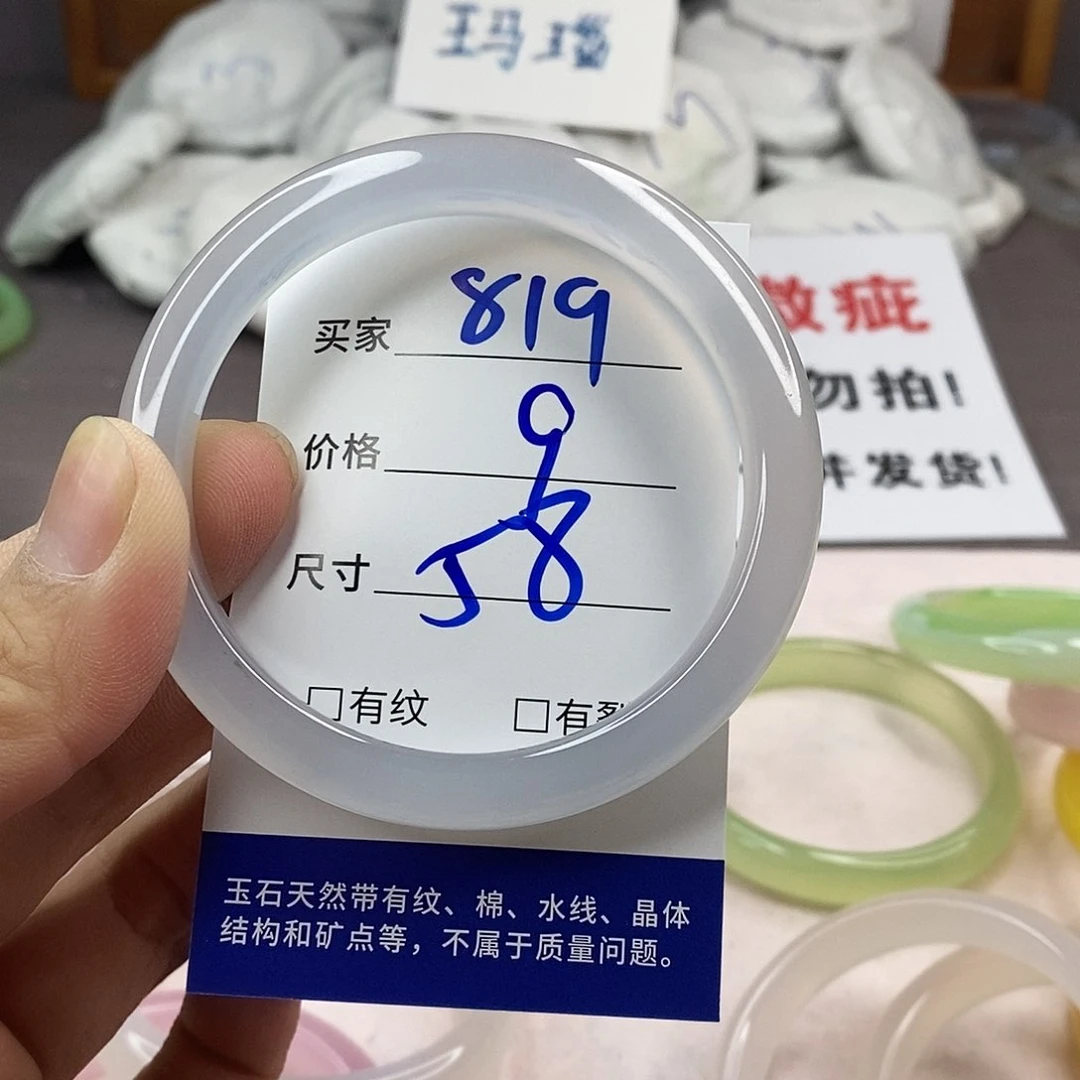 玛瑙
买家 819
价格 9
尺寸 58
□有纹 □有裂
玉石天然带有纹、棉、水线、晶体
结构和矿点等，不属于质量问题。
微疵
勿拍!
发货!